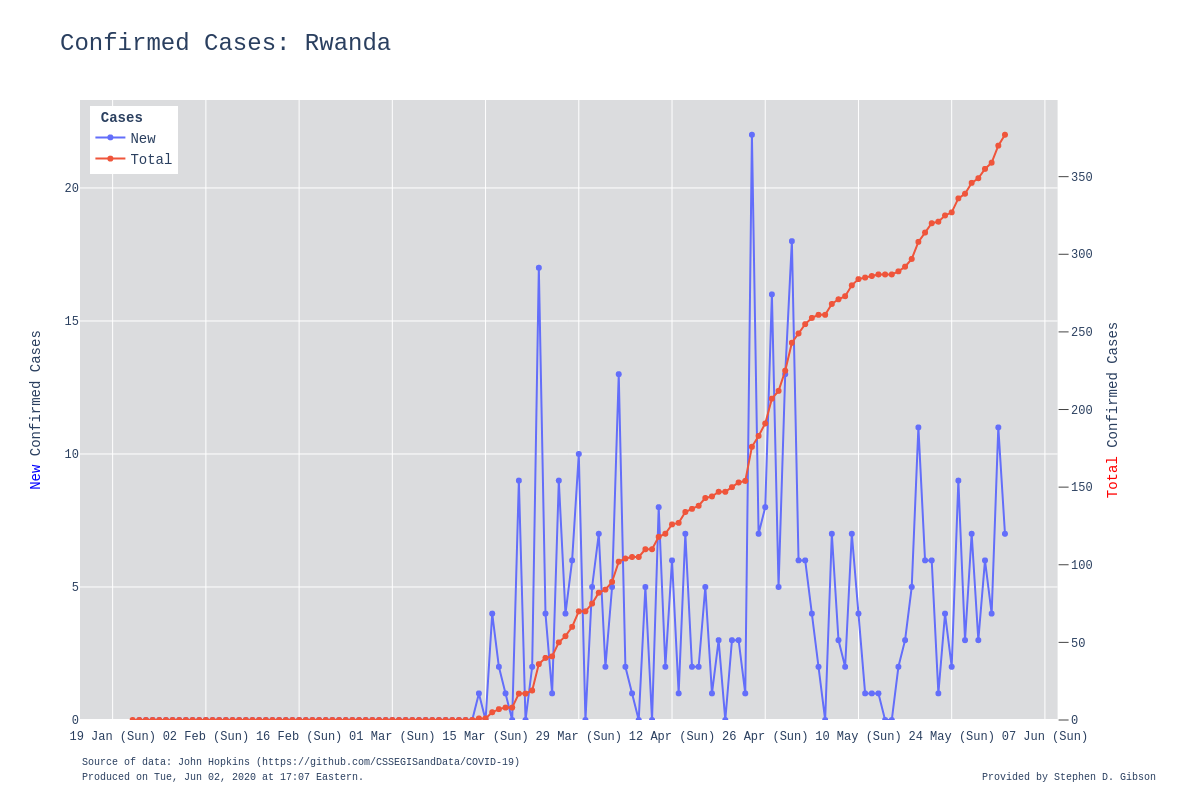 Confirmed Cases: Rwanda
Cases
New
Total
20
15
10
5
0
350
300
250
200
150
100
50
0
New Confirmed Cases
Total Confirmed Cases
19 Jan (Sun) 02 Feb (Sun) 16 Feb (Sun) 01 Mar (Sun) 15 Mar (Sun) 29 Mar (Sun) 12 Apr (Sun) 26 Apr (Sun) 10 May (Sun) 24 May (Sun) 07 Jun (Sun)
Source of data: John Hopkins (https://github.com/CSSEGISandData/COVID-19)
Produced on Tue, Jun 02, 2020 at 17:07 Eastern.
Provided by Stephen D. Gibson